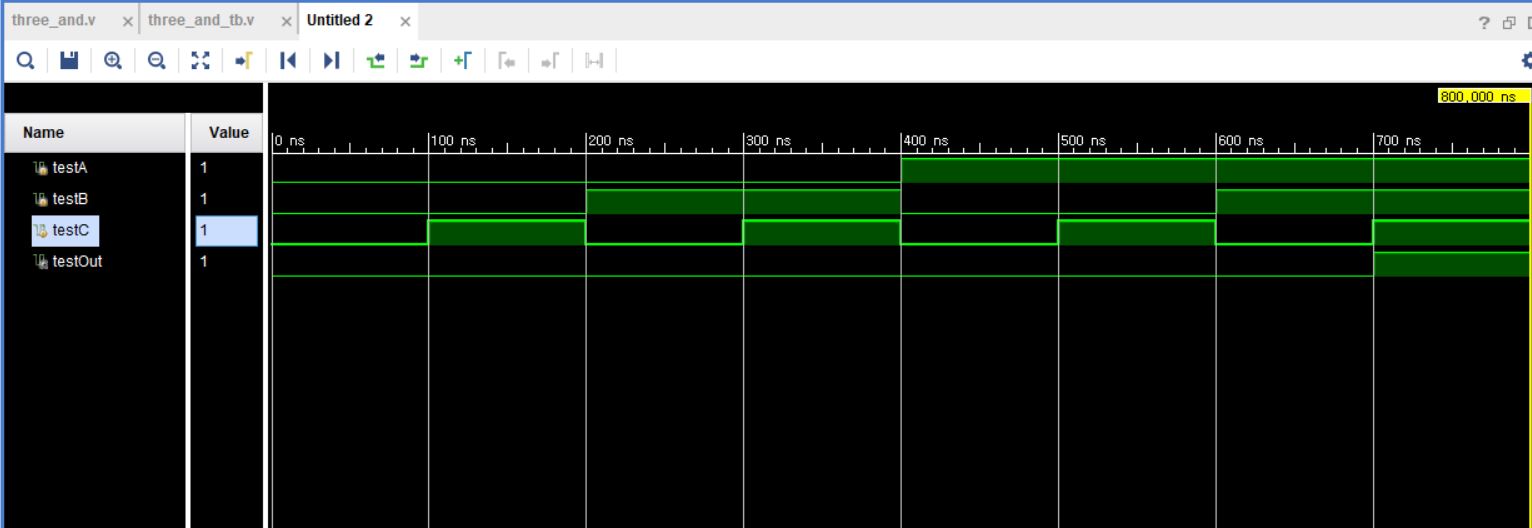 three_and.v three_and_tb.v Untitled 2
?
800,000 ns
Name Value
0 ns 100 ns 200 ns 300 ns 400 ns 500 ns 600 ns 700 ns
testA 1
testB 1
testC 1
testOut 1